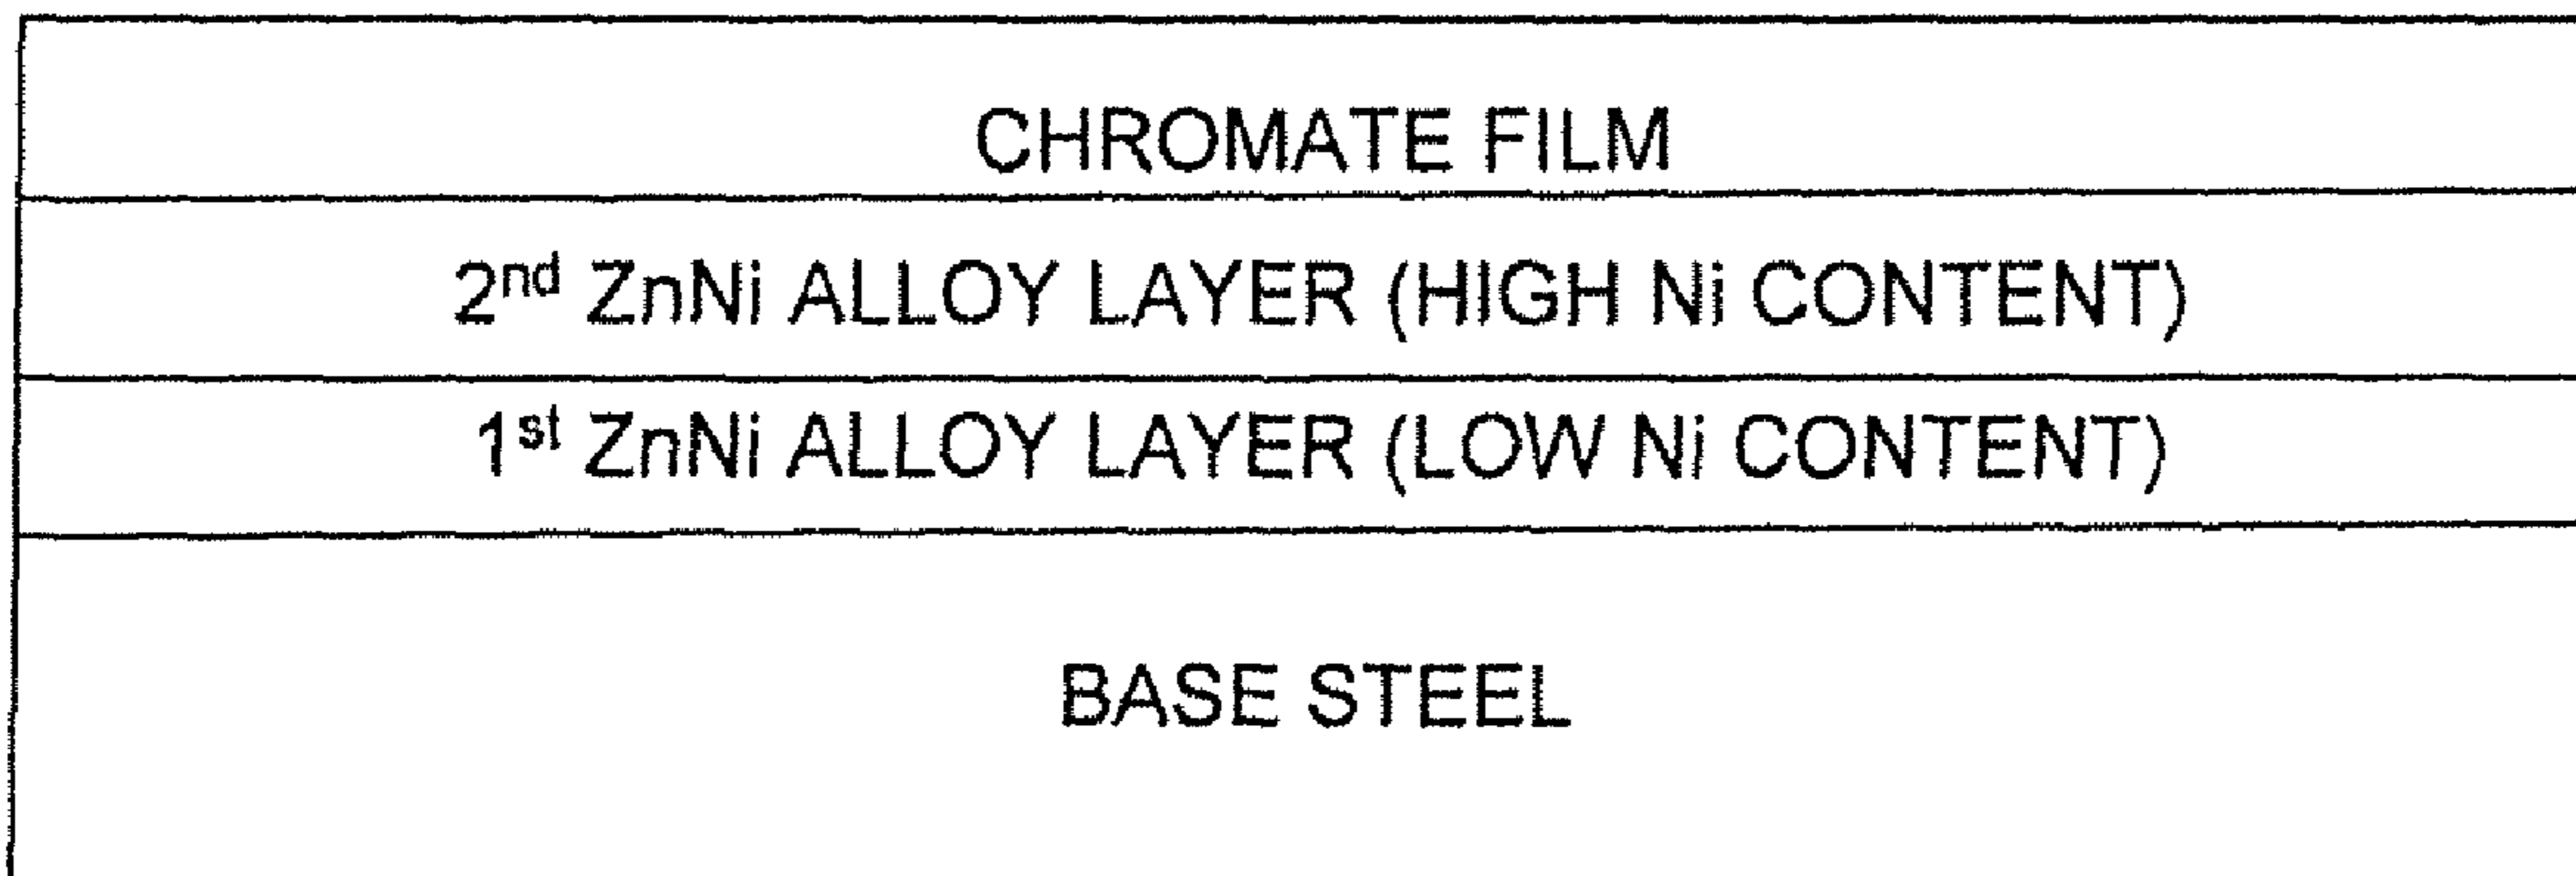 CHROMATE FILM
2nd ZnNi ALLOY LAYER (HIGH Ni CONTENT)
1st ZnNi ALLOY LAYER (LOW Ni CONTENT)
BASE STEEL